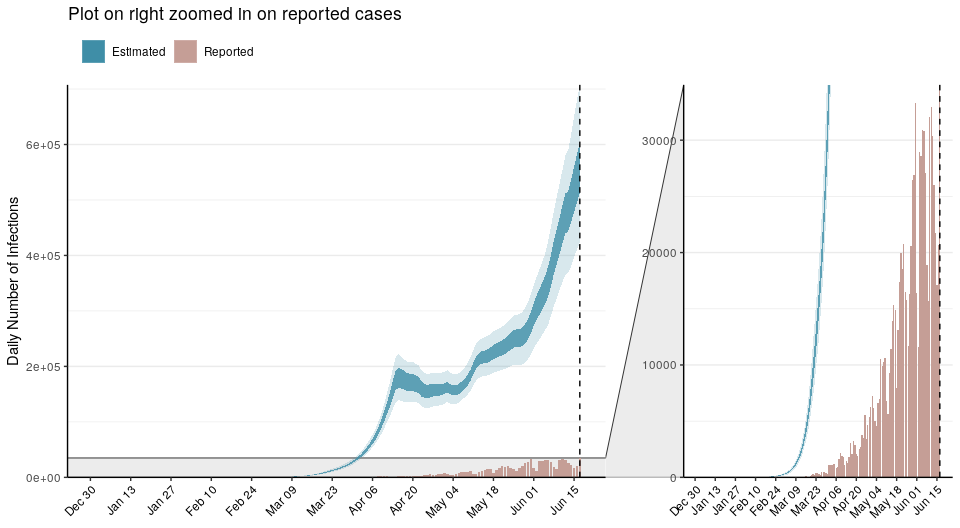 Plot on right zoomed in on reported cases
Estimated Reported
Daily Number of Infections
6e+05
4e+05
2e+05
0e+00
Dec 30 Jan 13 Jan 27 Feb 10 Feb 24 Mar 09 Mar 23 Apr 06 Apr 20 May 04 May 18 Jun 01 Jun 15
30000
20000
10000
0
Dec 30 Jan 13 Jan 27 Feb 10 Feb 24 Mar 09 Mar 23 Apr 06 Apr 20 May 04 May 18 Jun 01 Jun 15